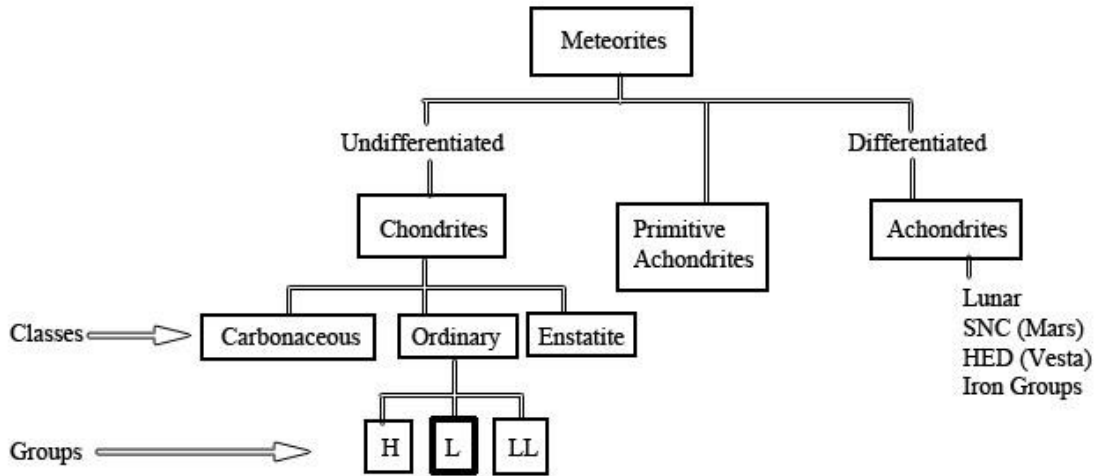 Meteorites
Undifferentiated
Differentiated
Chondrites
Primitive
Achondrites
Achondrites
Lunar
SNC (Mars)
HED (Vesta)
Iron Groups
Classes
Carbonaceous
Ordinary
Enstatite
Groups
H
L
LL